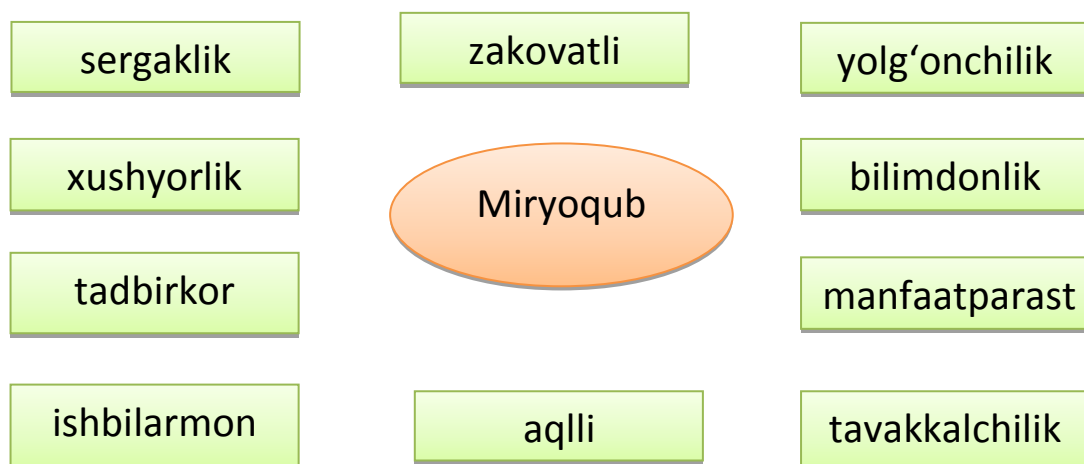 sergaklik
zakovatli
yolg‘onchilik
xushyorlik
Miryoqub
bilimdonlik
tadbirkor
manfaatparast
ishbilarmon
aqlli
tavakkalchilik